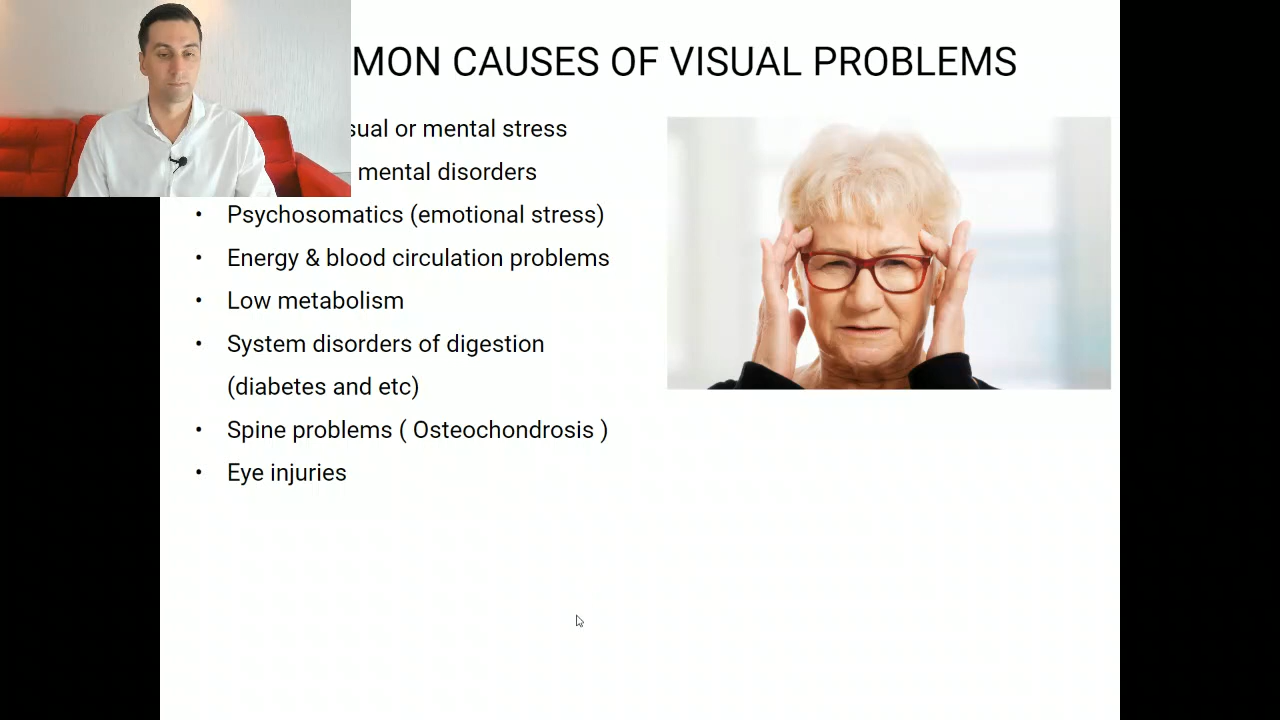 MON CAUSES OF VISUAL PROBLEMS
sual or mental stress
mental disorders
• Psychosomatics (emotional stress)
• Energy & blood circulation problems
• Low metabolism
• System disorders of digestion
(diabetes and etc)
• Spine problems ( Osteochondrosis )
• Eye injuries